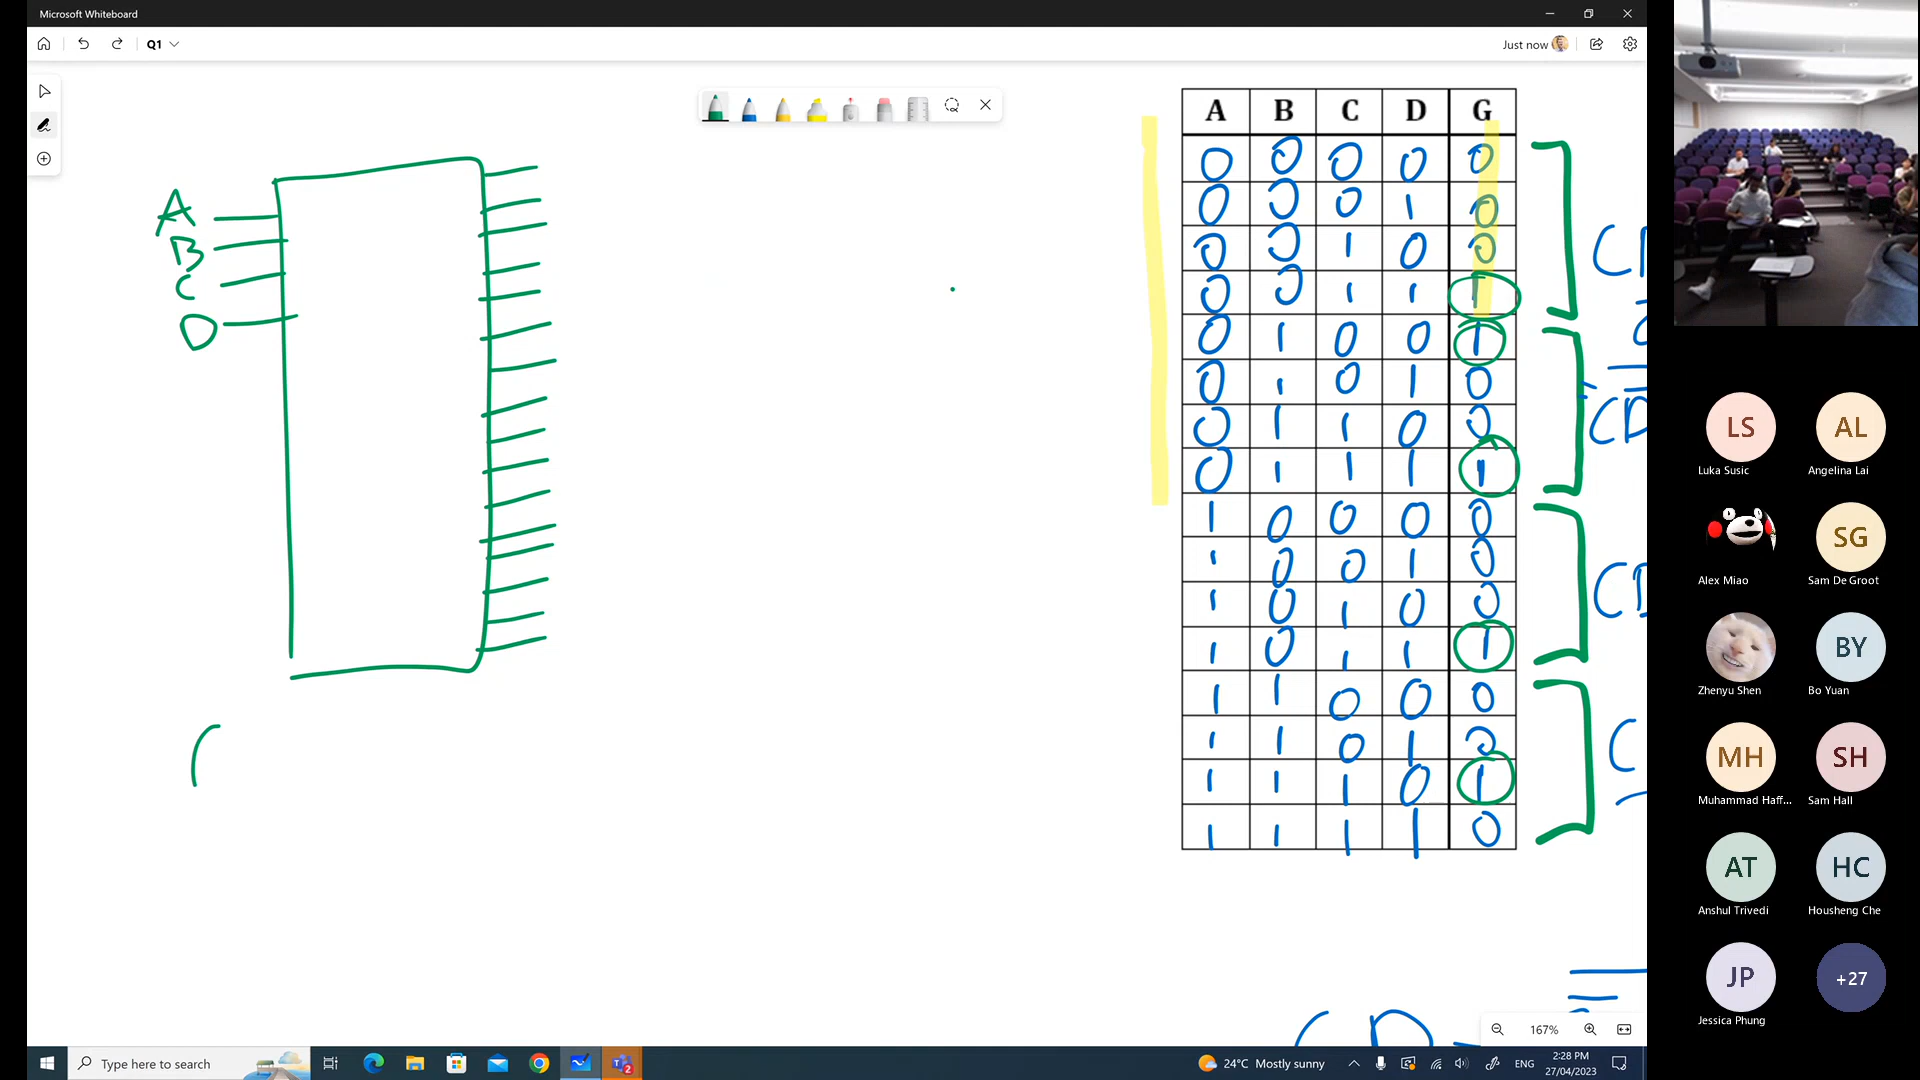 Microsoft Whiteboard
Q1
Just now
A
B
C
D
A B C D G
0 0 0 0 0
0 0 0 1 0
0 0 1 0 0
0 0 1 1 1
0 1 0 0 1
0 1 0 1 0
0 1 1 0 0
0 1 1 1 1
1 0 0 0 0
1 0 0 1 0
1 0 1 0 0
1 0 1 1 1
1 1 0 0 0
1 1 0 1 0
1 1 1 0 1
1 1 1 1 0
CD
C
CD
167%
LS
Luka Susic
AL
Angelina Lai
Alex Miao
SG
Sam De Groot
Zhenyu Shen
BY
Bo Yuan
MH
Muhammad Haff...
SH
Sam Hall
AT
Anshul Trivedi
HC
Housheng Che
JP
Jessica Phung
+27
Type here to search
2
24°C Mostly sunny
ENG
2:28 PM
27/04/2023